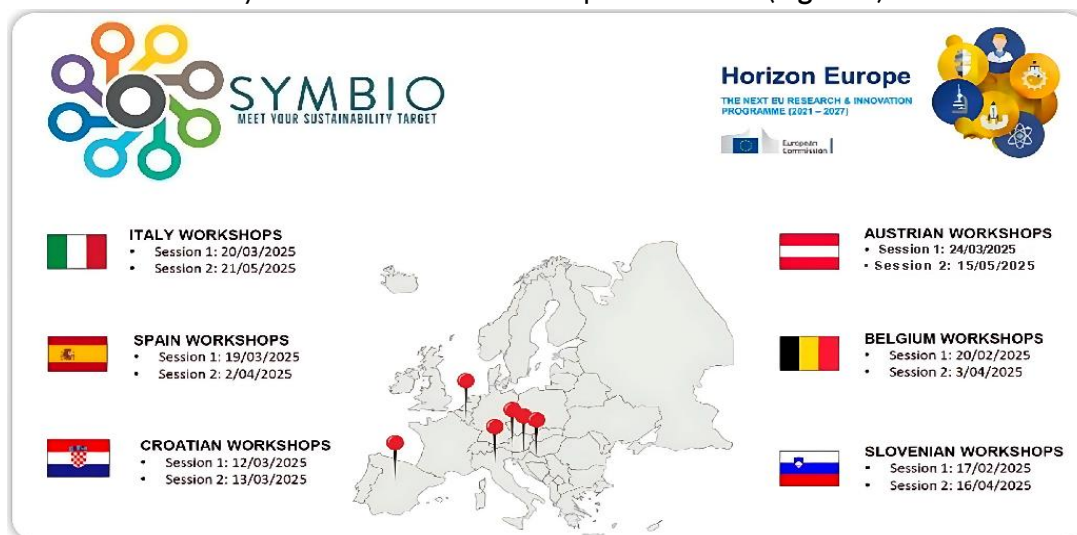 SYMBIO
MEET YOUR SUSTAINABILITY TARGET
Horizon Europe
THE NEXT EU RESEARCH & INNOVATION
PROGRAMME (2021 – 2027)
European
Commission
ITALY WORKSHOPS
• Session 1: 20/03/2025
• Session 2: 21/05/2025
SPAIN WORKSHOPS
• Session 1: 19/03/2025
• Session 2: 2/04/2025
CROATIAN WORKSHOPS
• Session 1: 12/03/2025
• Session 2: 13/03/2025
AUSTRIAN WORKSHOPS
• Session 1: 24/03/2025
• Session 2: 15/05/2025
BELGIUM WORKSHOPS
• Session 1: 20/02/2025
• Session 2: 3/04/2025
SLOVENIAN WORKSHOPS
• Session 1: 17/02/2025
• Session 2: 16/04/2025